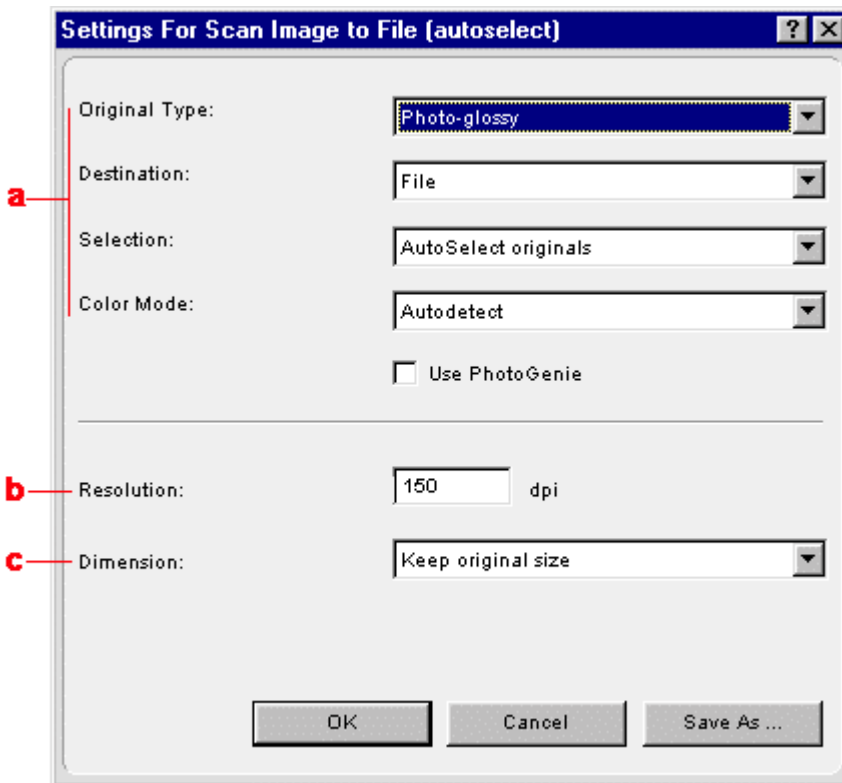 Settings For Scan Image to File (autoselect)
Original Type: Photo-glossy
a
Destination: File
Selection: AutoSelect originals
Color Mode: Autodetect
Use PhotoGenie
b Resolution: 150 dpi
c Dimension: Keep original size
OK Cancel Save As ...